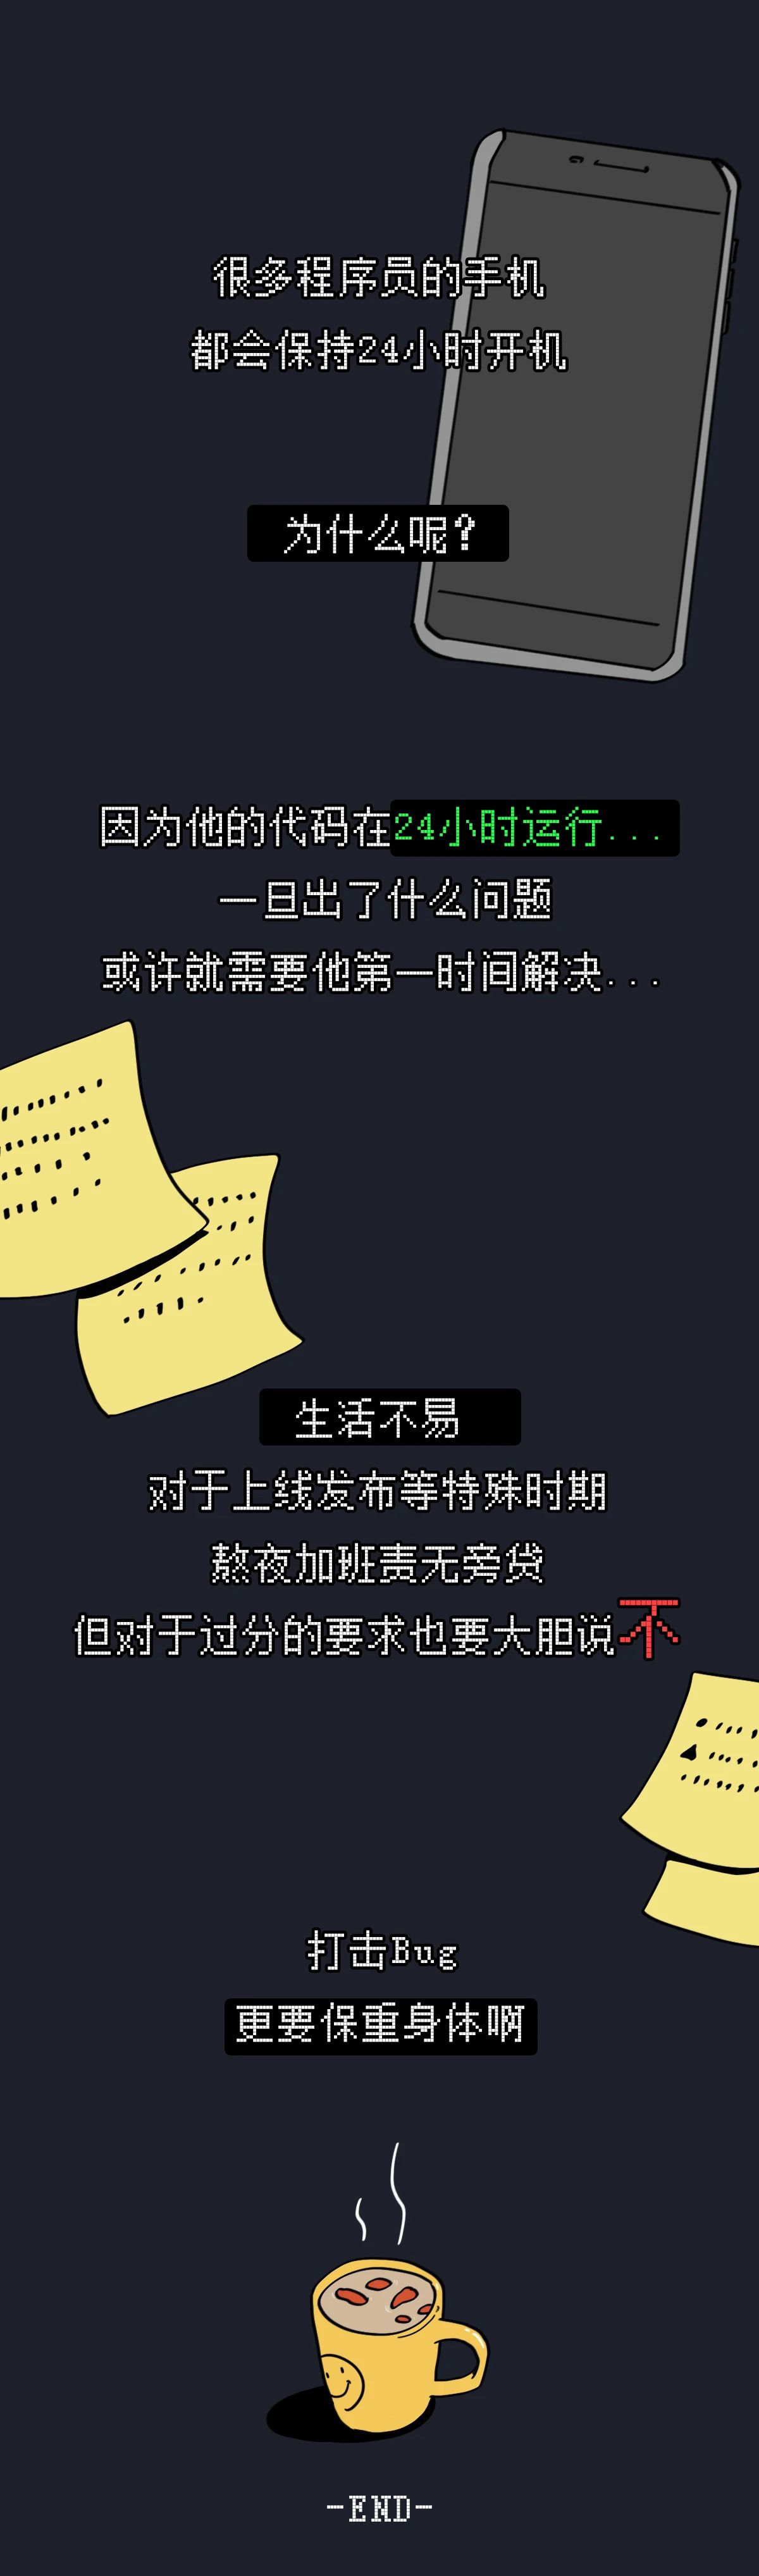 很多程序员的手机
都会保持24小时开机
为什么呢?
因为他的代码在24小时运行...
一旦出了什么问题
或许就需要他第一时间解决...
生活不易
对于上线发布等特殊时期
熬夜加班责无旁贷
但对于过分的要求也要大胆说不
打击Bug
更要保重身体啊
-END-